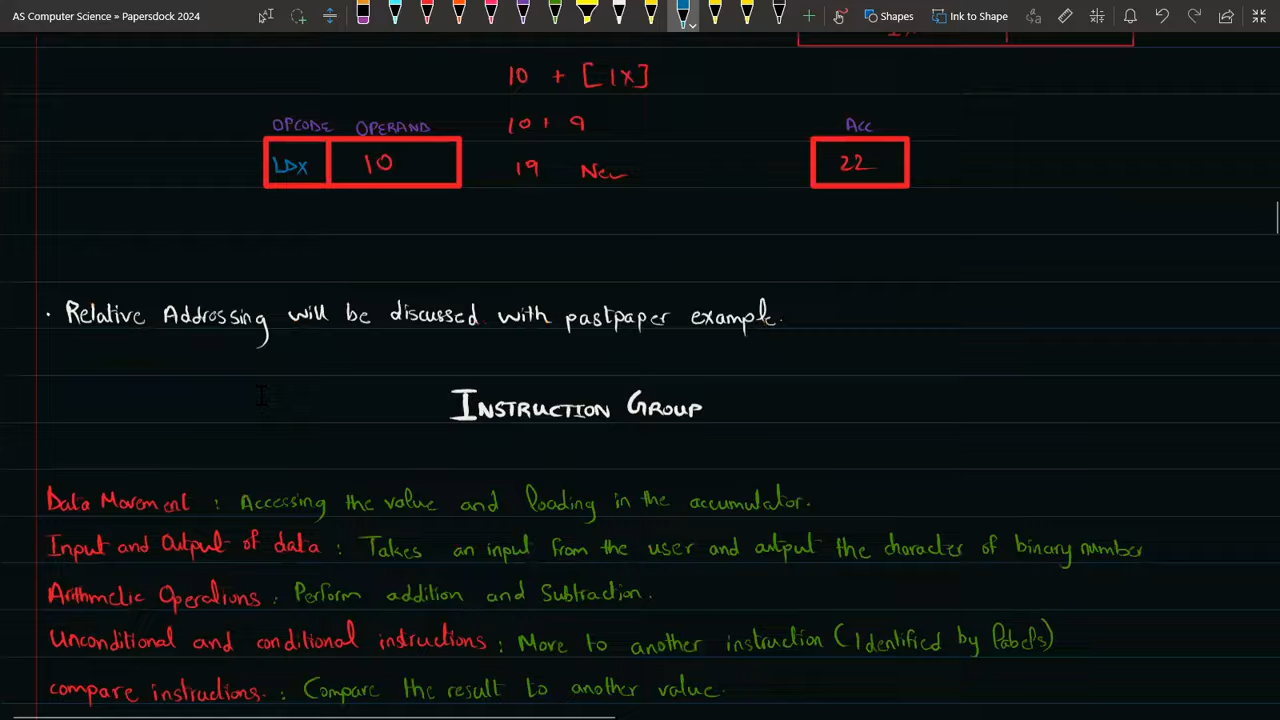 AS Computer Science » Papersdock 2024
Shapes
Ink to Shape
10 + [IX]
10 + 9
OPCODE OPERAND
ACC
LDX 10
19
22
. Relative Addressing will be discussed with pastpaper example.
INSTRUCTION GROUP
Data Movement : Accessing the value and loading in the accumulator.
Input and Output of data : Takes an input from the user and output the character of binary number
Arithmetic Operations : Perform addition and Subtraction.
Unconditional and conditional instructions : Move to another instruction (Identified by labels)
compare instructions. : Compare the result to another value.